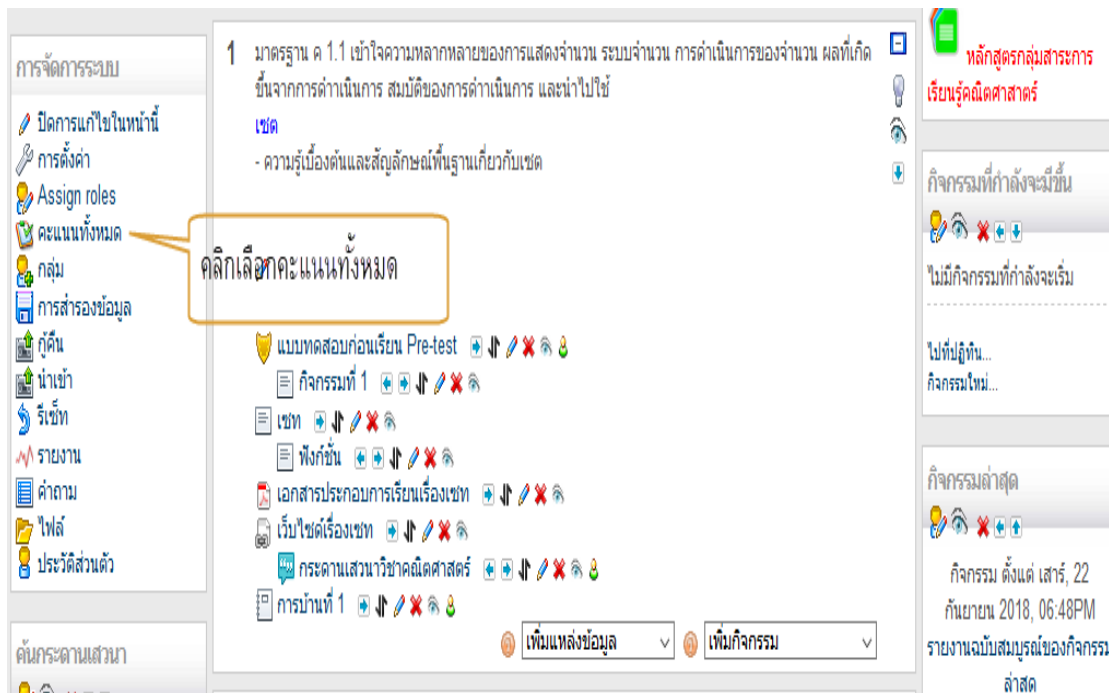 การจัดการระบบ
ปิดการแก้ไขในหน้านี้
การตั้งค่า
Assign roles
คะแนนทั้งหมด
กลุ่ม
การสำรองข้อมูล
กู้คืน
นำเข้า
รีเซ็ท
รายงาน
คำถาม
ไฟล์
ประวัติส่วนตัว
ค้นกระดานเสวนา
1 มาตรฐาน ค 1.1 เข้าใจความหลากหลายของการแสดงจำนวน ระบบจำนวน การดำเนินการของจำนวน ผลที่เกิด
ขึ้นจากการดำาเนินการ สมบัติของการดำาเนินการ และนำไปใช้
เซต
- ความรู้เบื้องต้นและสัญลักษณ์พื้นฐานเกี่ยวกับเซต
คลิกเลือกคะแนนทั้งหมด
แบบทดสอบก่อนเรียน Pre-test
กิจกรรมที่ 1
เซท
ฟังก์ชั่น
เอกสารประกอบการเรียนเรื่องเซท
เว็บไซด์เรื่องเซท
กระดานเสวนาวิชาคณิตศาสตร์
การบ้านที่ 1
เพิ่มแหล่งข้อมูล เพิ่มกิจกรรม
หลักสูตรกลุ่มสาระการ
เรียนรู้คณิตศาสาตร์
กิจกรรมที่กำลังจะมีขึ้น
ไม่มีกิจกรรมที่กำลังจะเริ่ม
ไปที่ปฏิทิน...
กิจกรรมใหม่...
กิจกรรมล่าสุด
กิจกรรม ตั้งแต่ เสาร์, 22
กันยายน 2018, 06:48PM
รายงานฉบับสมบูรณ์ของกิจกรรม
ล่าสุด